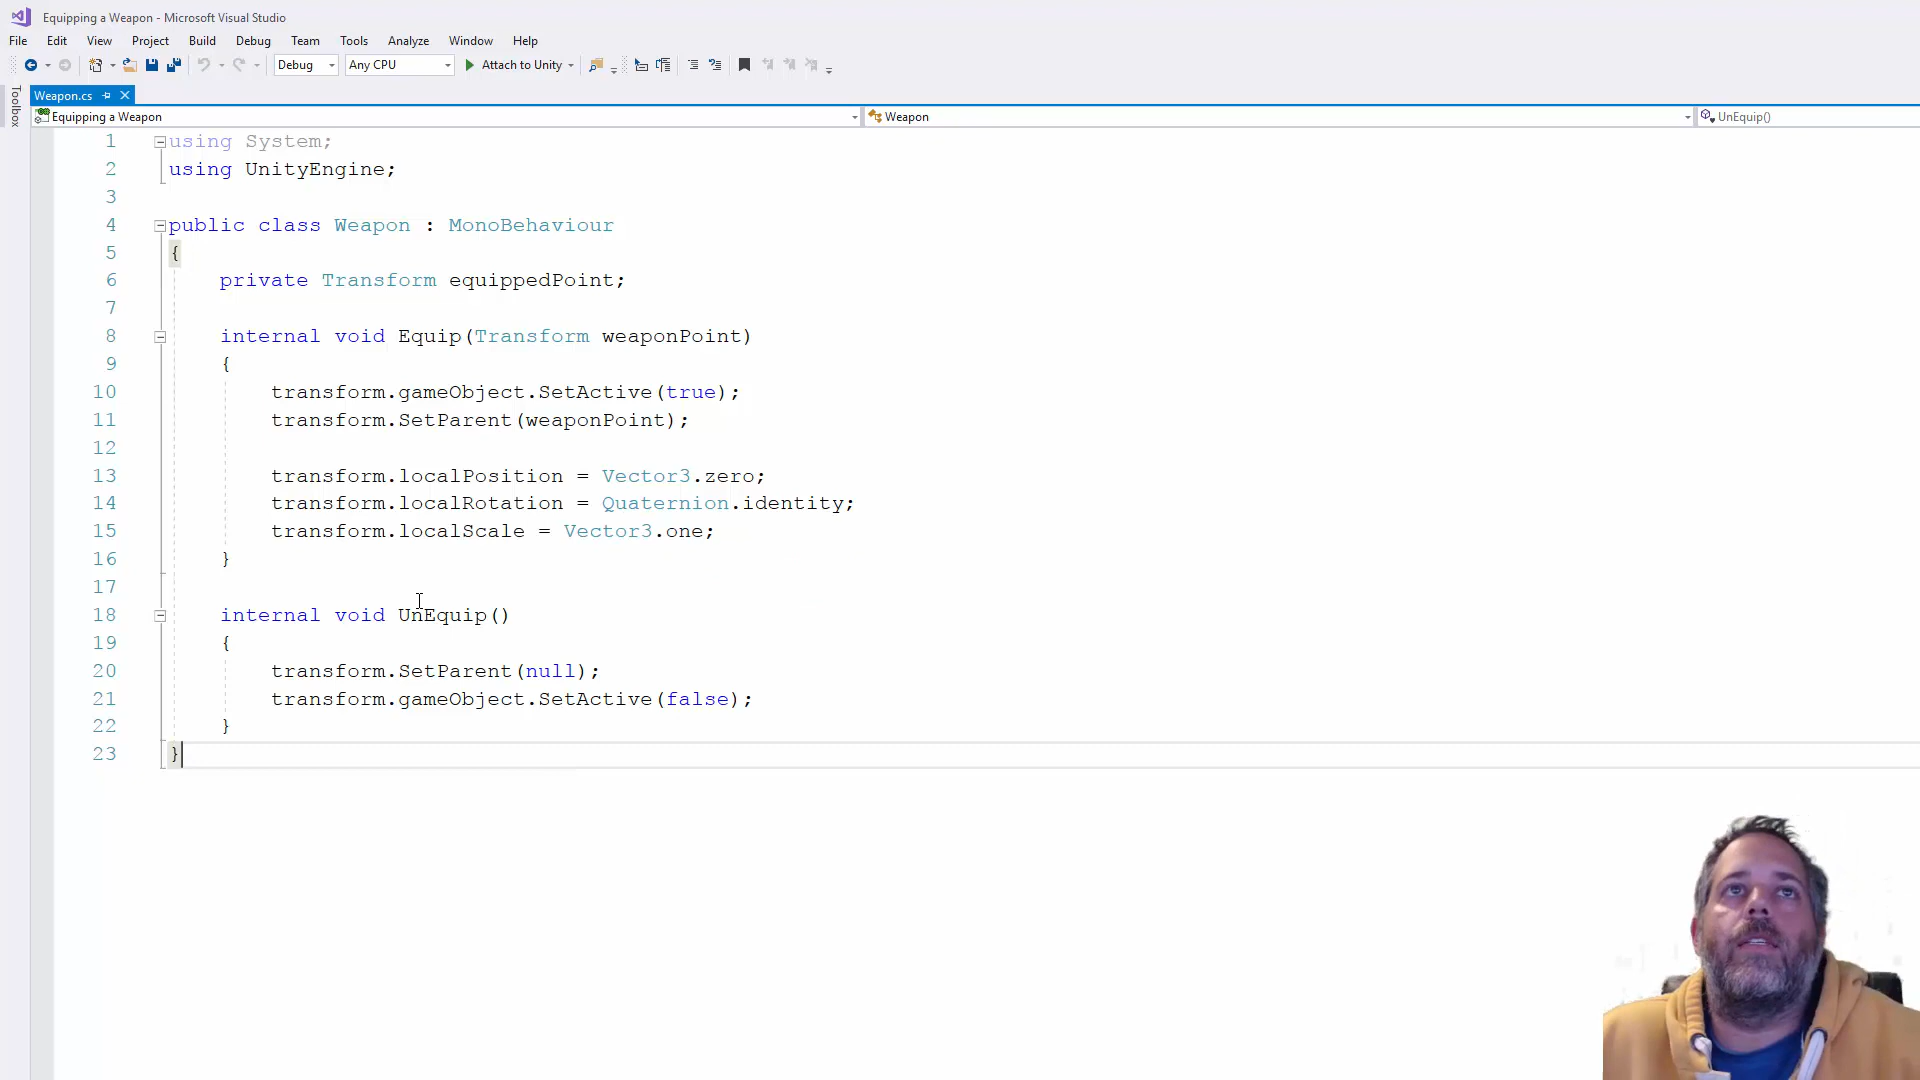 Equipping a Weapon - Microsoft Visual Studio
File Edit View Project Build Debug Team Tools Analyze Window Help
Debug Any CPU Attach to Unity
Toolbox
Weapon.cs
Equipping a Weapon Weapon UnEquip()
1 using System;
2 using UnityEngine;
3
4 public class Weapon : MonoBehaviour
5 {
6 private Transform equippedPoint;
7
8 internal void Equip(Transform weaponPoint)
9 {
10 transform.gameObject.SetActive(true);
11 transform.SetParent(weaponPoint);
12
13 transform.localPosition = Vector3.zero;
14 transform.localRotation = Quaternion.identity;
15 transform.localScale = Vector3.one;
16 }
17
18 internal void UnEquip()
19 {
20 transform.SetParent(null);
21 transform.gameObject.SetActive(false);
22 }
23 }